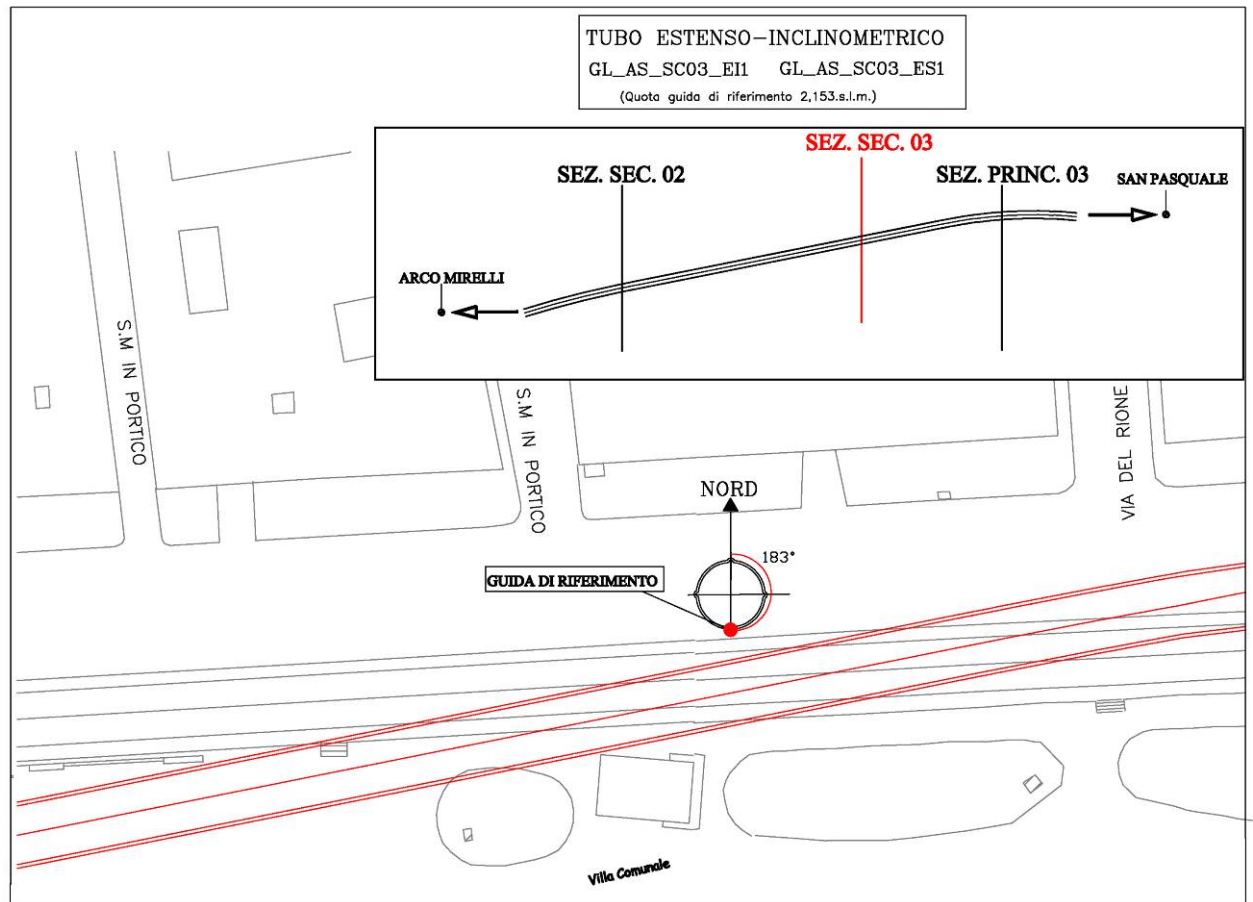 TUBO ESTENSO-INCLINOMETRICO
GL_AS_SC03_EI1 GL_AS_SC03_ES1
(Quota guida di riferimento 2,153.s.l.m.)
SEZ. SEC. 03
SEZ. SEC. 02
SEZ. PRINC. 03
SAN PASQUALE
ARCO MIRELLI
S.M IN PORTICO
S.M IN PORTICO
VIA DEL RIONE
NORD
183°
GUIDA DI RIFERIMENTO
Villa Comunale